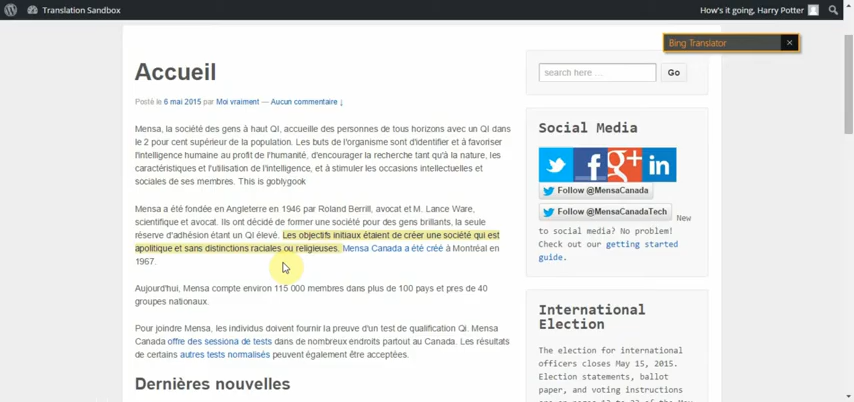 Translation Sandbox
How's it going, Harry Potter
Bing Translator
Accueil
Posté le 6 mai 2015 par Moi vraiment — Aucun commentaire ↓
Mensa, la société des gens à haut QI, accueille des personnes de tous horizons avec un QI dans
le 2 pour cent supérieur de la population. Les buts de l'organisme sont d'identifier et à favoriser
l'intelligence humaine au profit de l'humanité, d'encourager la recherche tant qu'à la nature, les
caractéristiques et l'utilisation de l'intelligence, et à stimuler les occasions intellectuelles et
sociales de ses membres. This is goblygook
Mensa a été fondée en Angleterre en 1946 par Roland Berrill, avocat et M. Lance Ware,
scientifique et avocat. Ils ont décidé de former une société pour des gens brillants, la seule
réserve d'adhésion étant un QI élevé. Les objectifs initiaux étaient de créer une société qui est
apolitique et sans distinctions raciales ou religieuses. Mensa Canada a été créé à Montréal en
1967.
Aujourd'hui, Mensa compte environ 115 000 membres dans plus de 100 pays et pres de 40
groupes nationaux.
Pour joindre Mensa, les individus doivent fournir la preuve d'un test de qualification Qi. Mensa
Canada offre des sessiona de tests dans de nombreux endroits partout au Canada. Les résultats
de certains autres tests normalisés peuvent également être acceptées.
Dernières nouvelles
search here ...
Go
Social Media
Follow @MensaCanada
Follow @MensaCanadaTech
New
to social media? No problem!
Check out our getting started
guide.
International
Election
The election for international
officers closes May 15, 2015.
Election statements, ballot
paper, and voting instructions